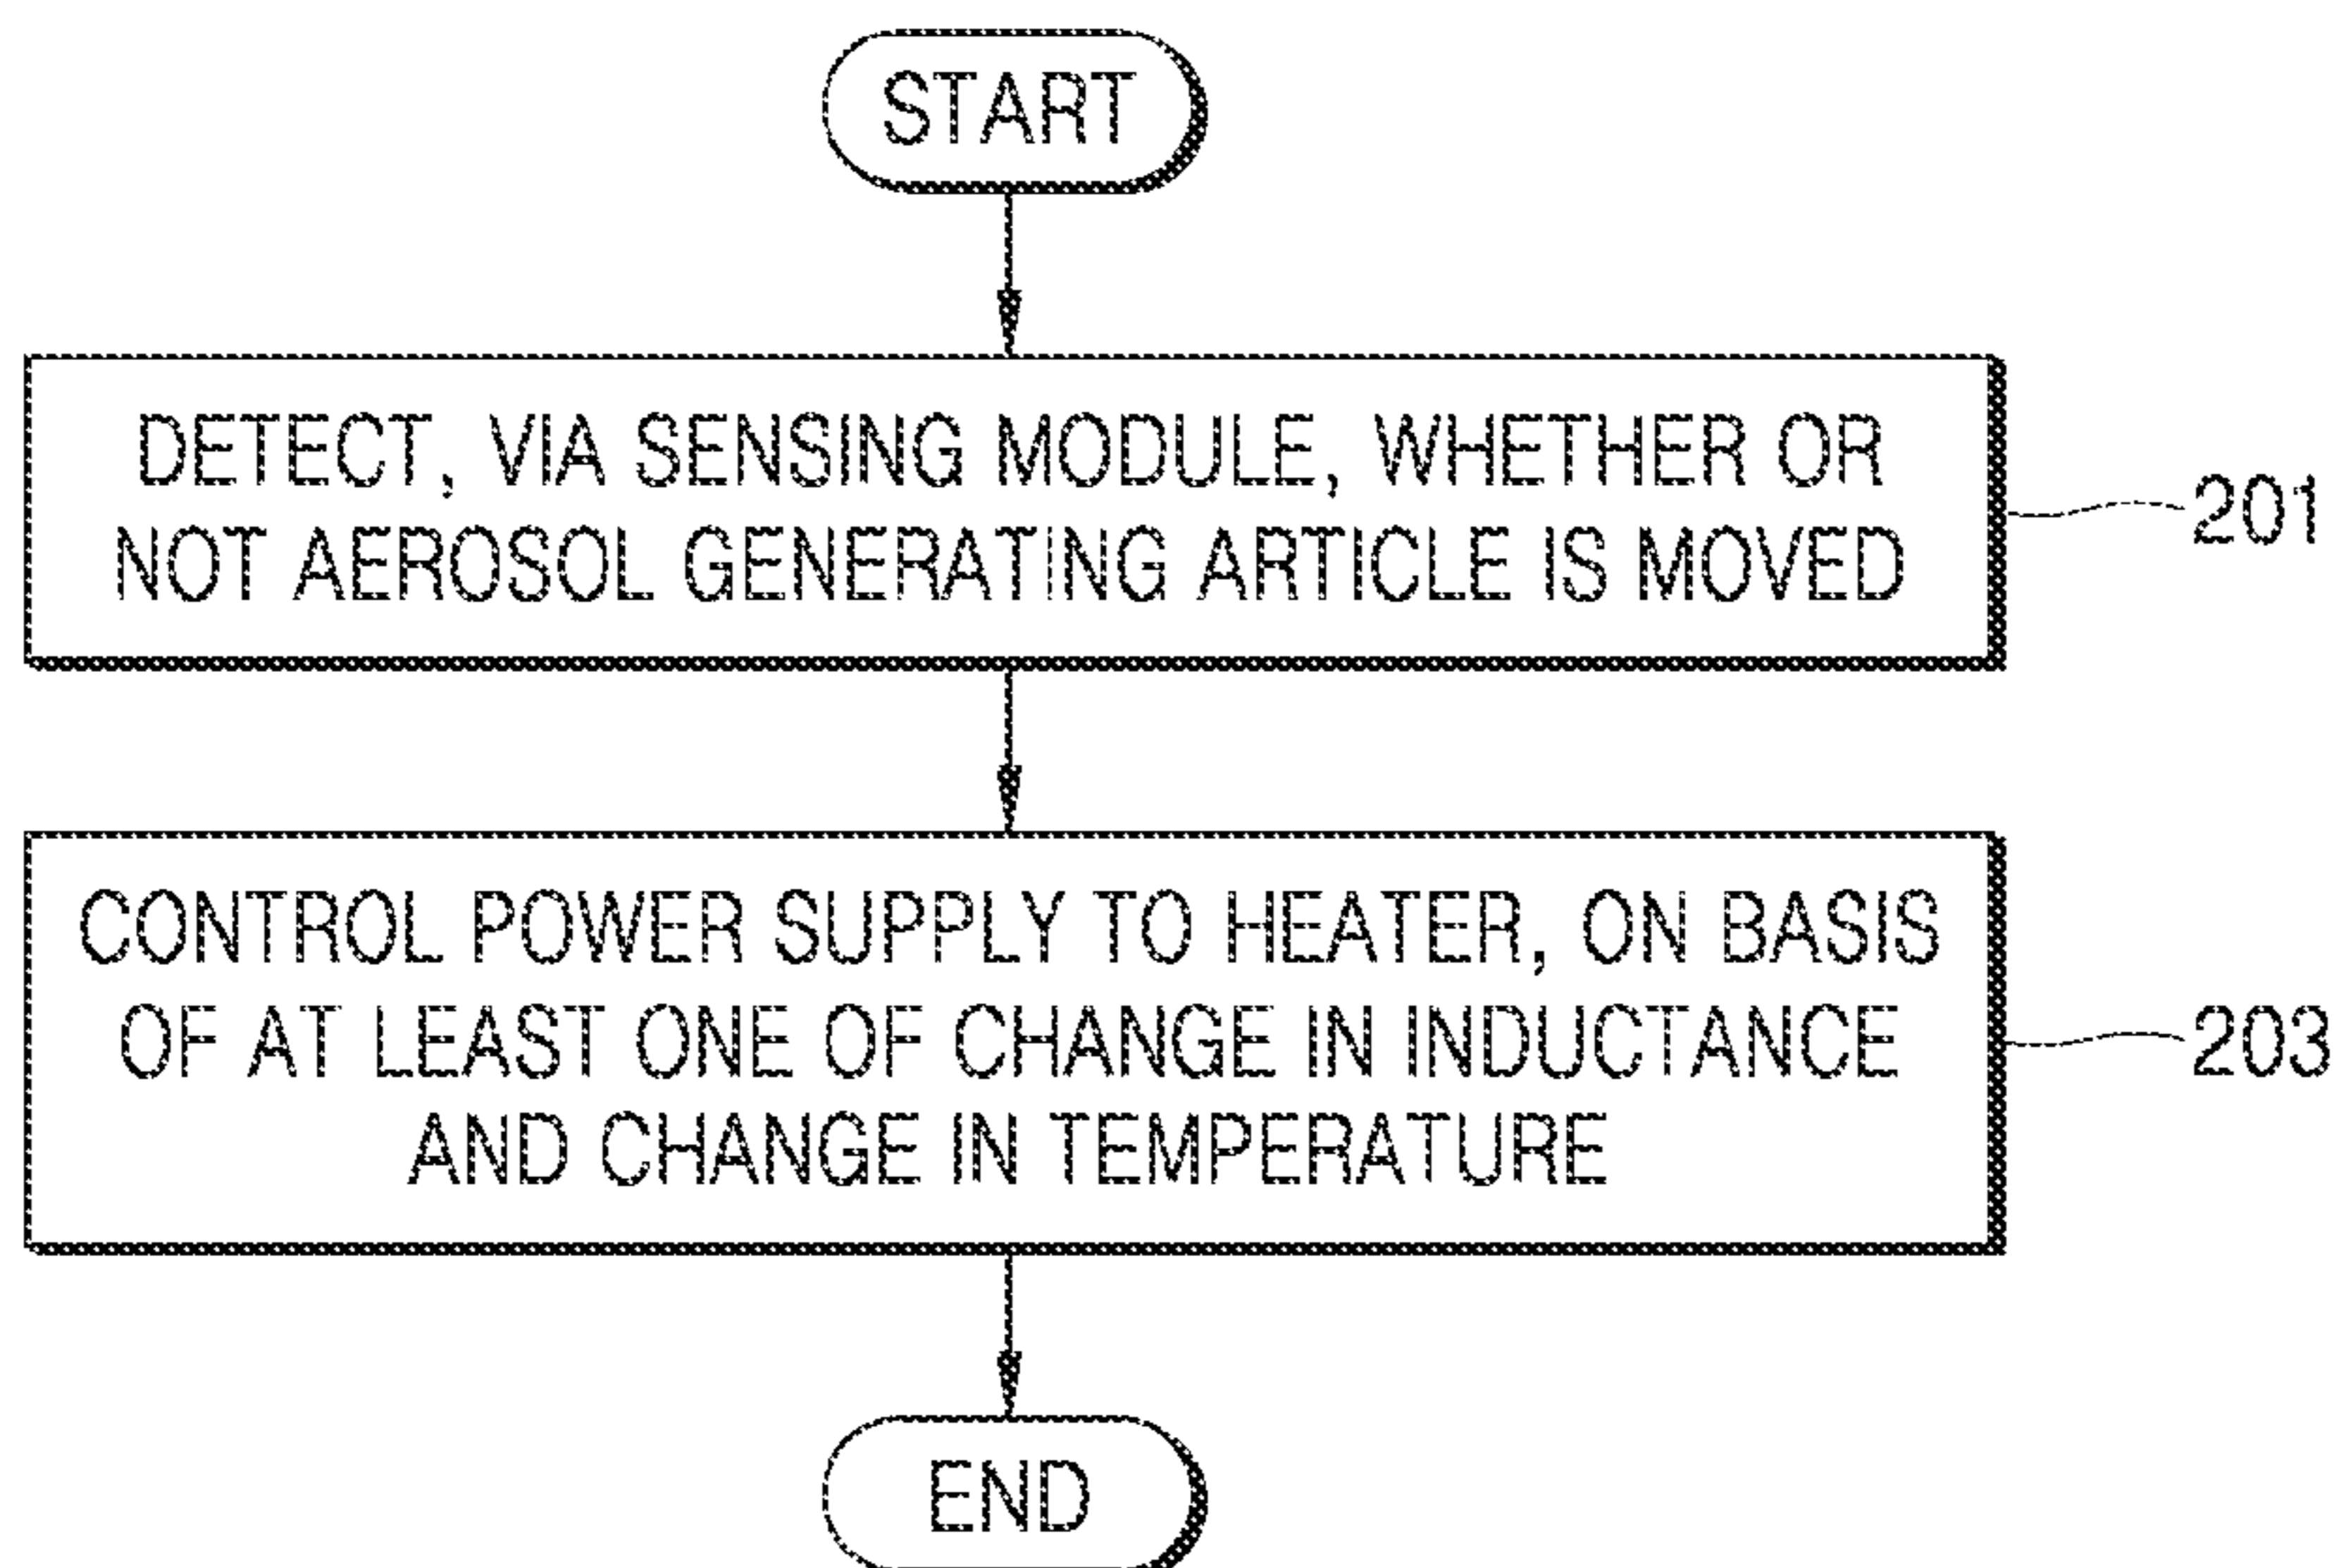 START
DETECT, VIA SENSING MODULE, WHETHER OR
NOT AEROSOL GENERATING ARTICLE IS MOVED
201
CONTROL POWER SUPPLY TO HEATER, ON BASIS
OF AT LEAST ONE OF CHANGE IN INDUCTANCE
AND CHANGE IN TEMPERATURE
203
END